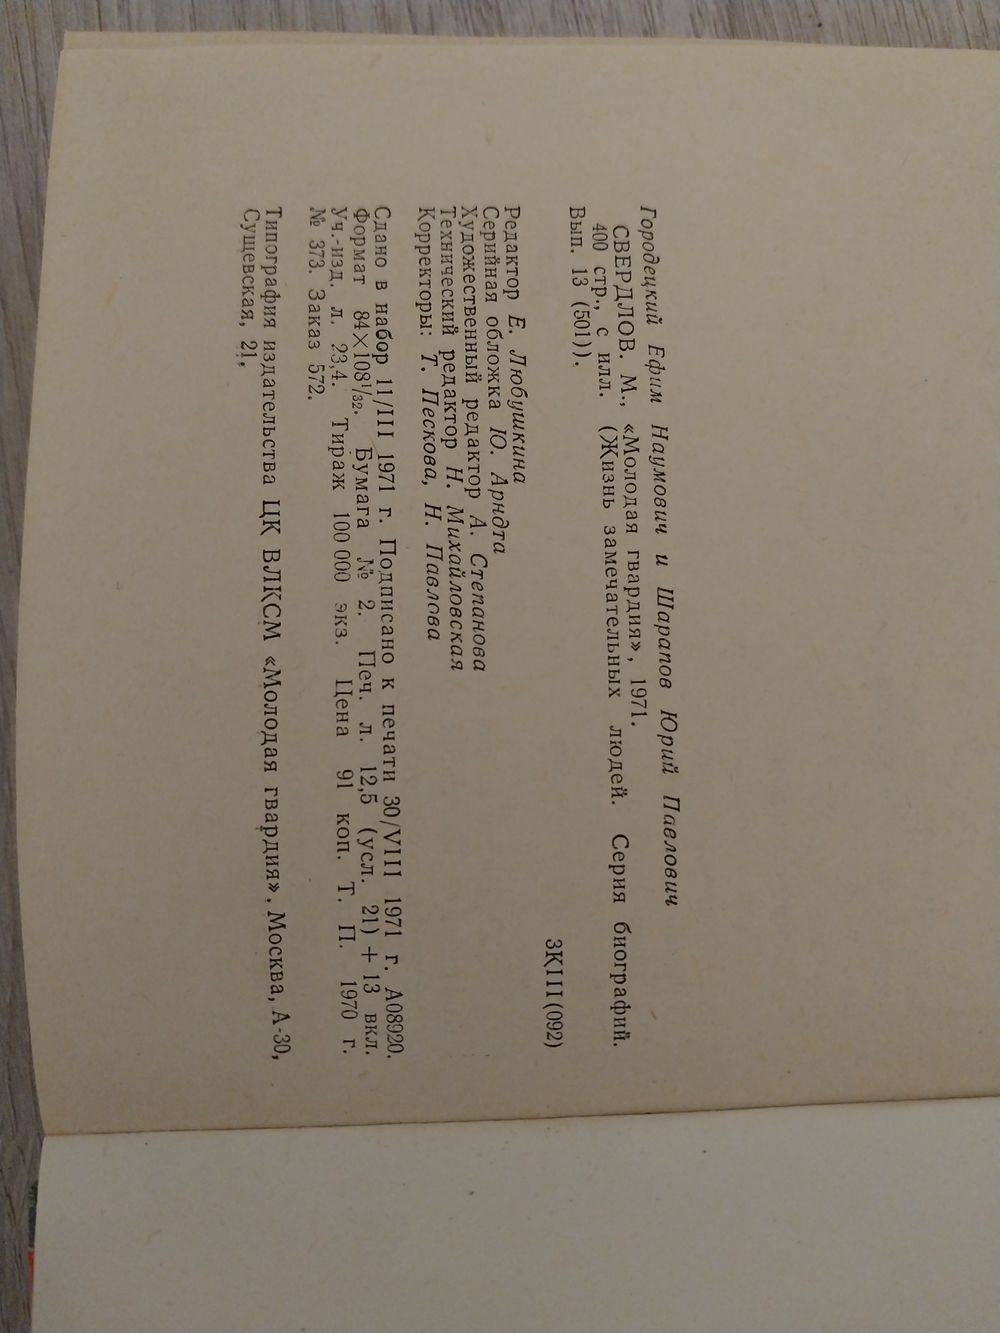 Городецкий Ефим Наумович и Шарапов Юрий Павлович
СВЕРДЛОВ. М., «Молодая гвардия», 1971.
400 стр., с илл. (Жизнь замечательных людей. Серия биографий.
Вып. 13 (501)).
3КIII(092)
Редактор Е. Любушкина
Серийная обложка Ю. Арндта
Художественный редактор А. Степанова
Технический редактор Н. Михайловская
Корректоры: Т. Пескова, Н. Павлова
Сдано в набор 11/III 1971 г. Подписано к печати 30/VIII 1971 г. А08920.
Формат 84×108¹/₃₂. Бумага № 2. Печ. л. 12,5 (усл. 21) + 13 вкл.
Уч.-изд. л. 23,4. Тираж 100 000 экз. Цена 91 коп. Т. П. 1970 г.
№ 373. Заказ 572.
Типография издательства ЦК ВЛКСМ «Молодая гвардия». Москва, А-30,
Сущевская, 21.